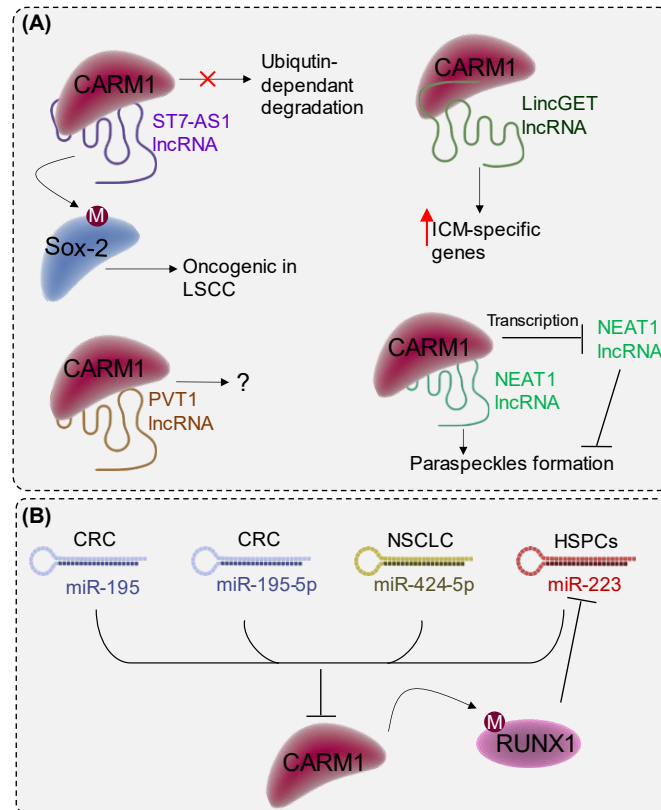 (A)
CARM1
Ubiqutin-
dependant
degradation
ST7-AS1
lncRNA
M
Sox-2
Oncogenic in
LSCC
CARM1
LincGET
lncRNA
ICM-specific
genes
CARM1
PVT1
lncRNA
?
CARM1
Transcription
NEAT1
lncRNA
NEAT1
lncRNA
Paraspeckles formation
(B)
CRC
miR-195
CRC
miR-195-5p
NSCLC
miR-424-5p
HSPCs
miR-223
CARM1
M
RUNX1